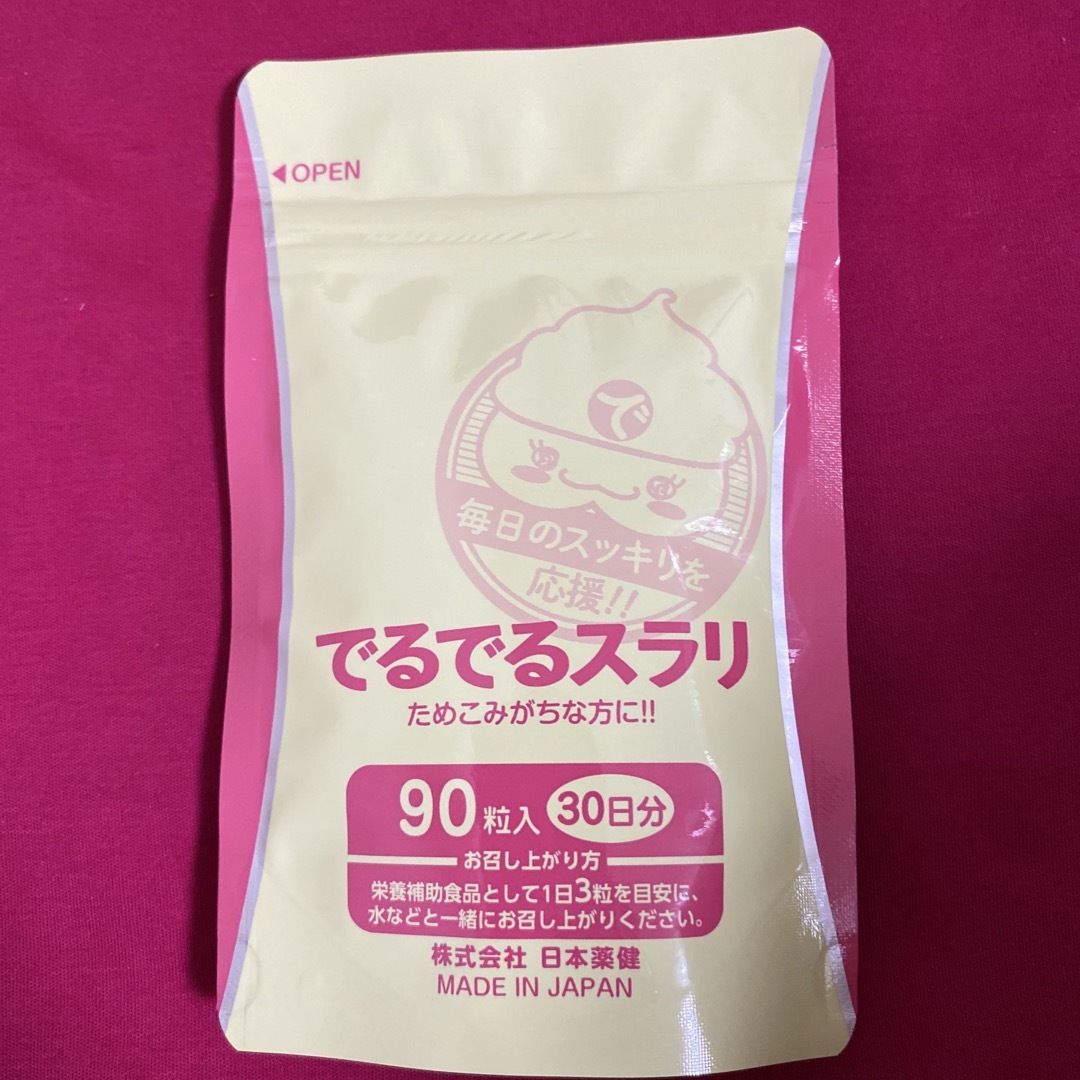 ◀OPEN
で
毎日のスッキリを
応援!!
でるでるスラリ
ためこみがちな方に!!
90粒入 30日分
お召し上がり方
栄養補助食品として1日3粒を目安に、
水などと一緒にお召し上がりください。
株式会社 日本薬健
MADE IN JAPAN